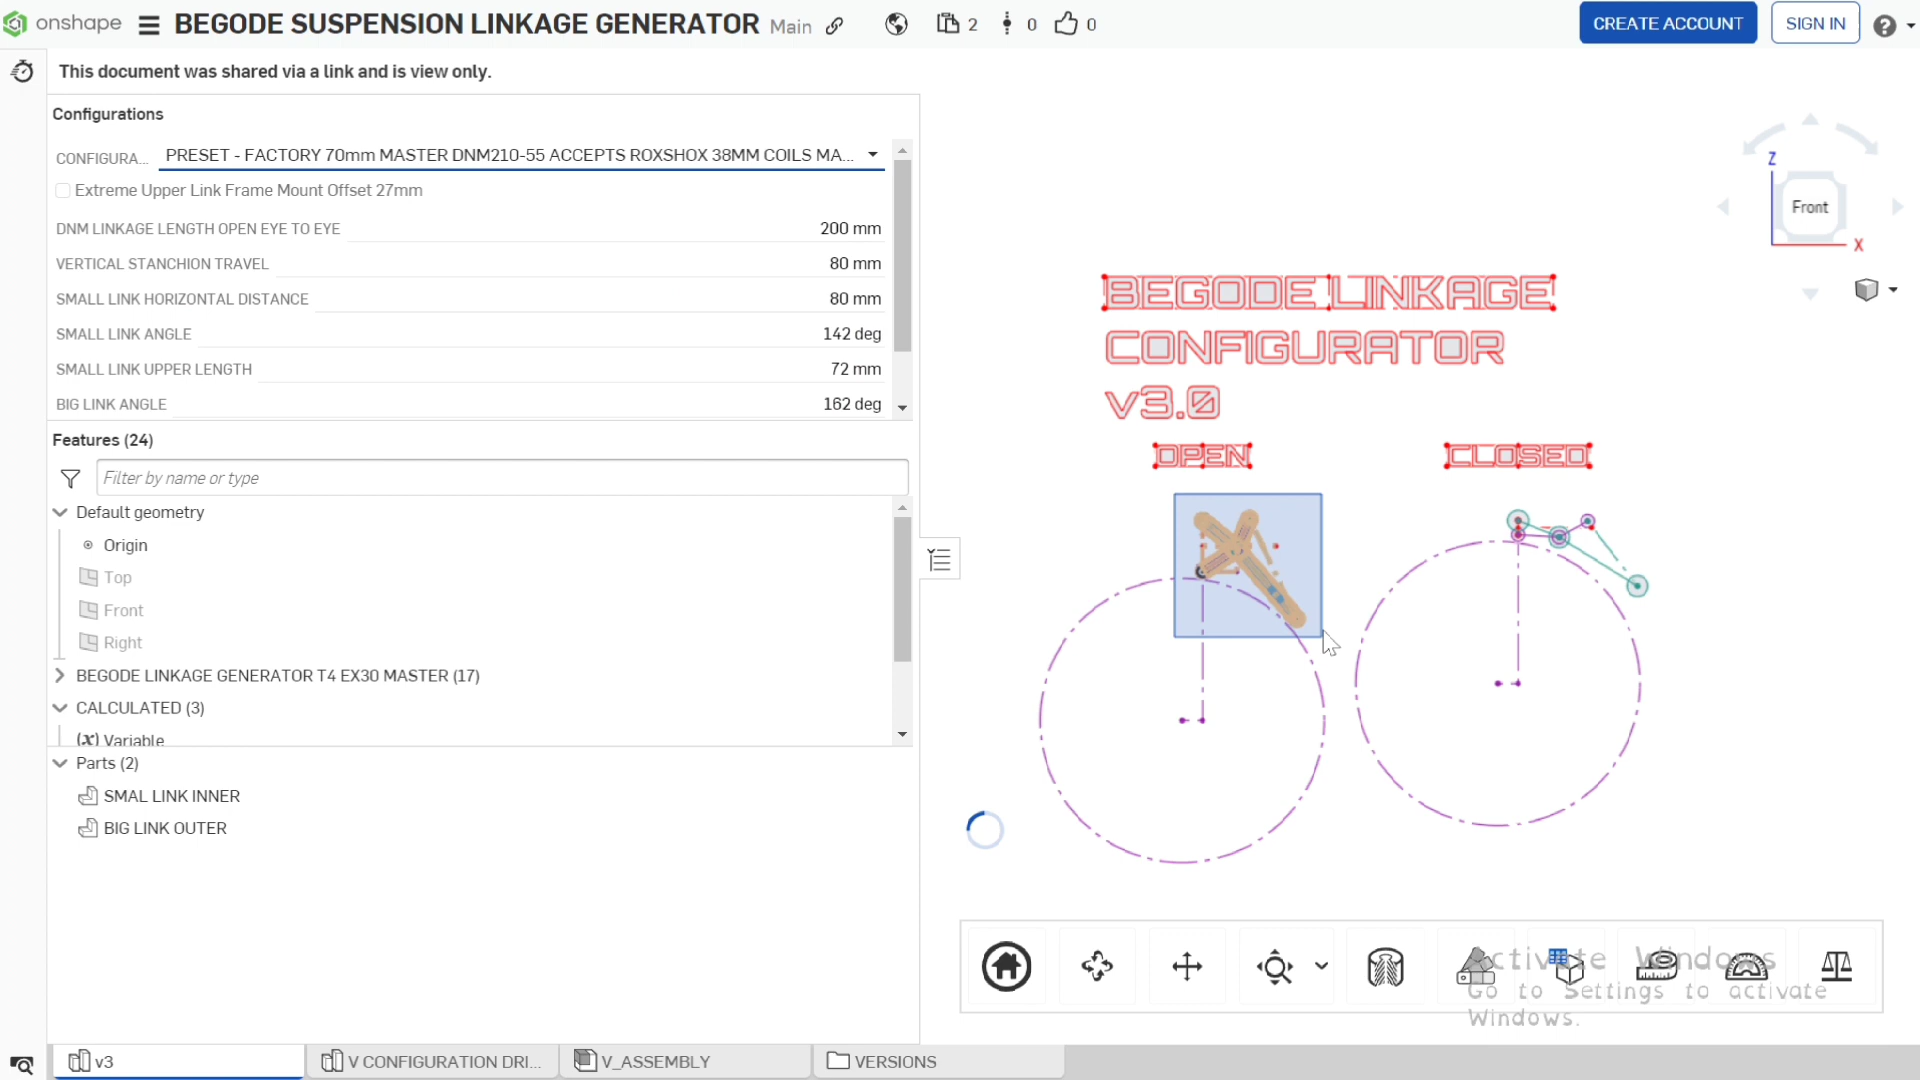 onshape BEGODE SUSPENSION LINKAGE GENERATOR Main 2 0 0 CREATE ACCOUNT SIGN IN
This document was shared via a link and is view only.
Configurations
CONFIGURA... PRESET - FACTORY 70mm MASTER DNM210-55 ACCEPTS ROXSHOX 38MM COILS MA...
Extreme Upper Link Frame Mount Offset 27mm
DNM LINKAGE LENGTH OPEN EYE TO EYE 200 mm
VERTICAL STANCHION TRAVEL 80 mm
SMALL LINK HORIZONTAL DISTANCE 80 mm
SMALL LINK ANGLE 142 deg
SMALL LINK UPPER LENGTH 72 mm
BIG LINK ANGLE 162 deg
Features (24)
Filter by name or type
Default geometry
Origin
Top
Front
Right
BEGODE LINKAGE GENERATOR T4 EX30 MASTER (17)
CALCULATED (3)
(x) Variable
Parts (2)
SMAL LINK INNER
BIG LINK OUTER
Z
Front
X
BEGODE LINKAGE
CONFIGURATOR
v3.0
OPEN CLOSED
Activate Windows
Go to Settings to activate
Windows.
v3 V CONFIGURATION DRI... V_ASSEMBLY VERSIONS